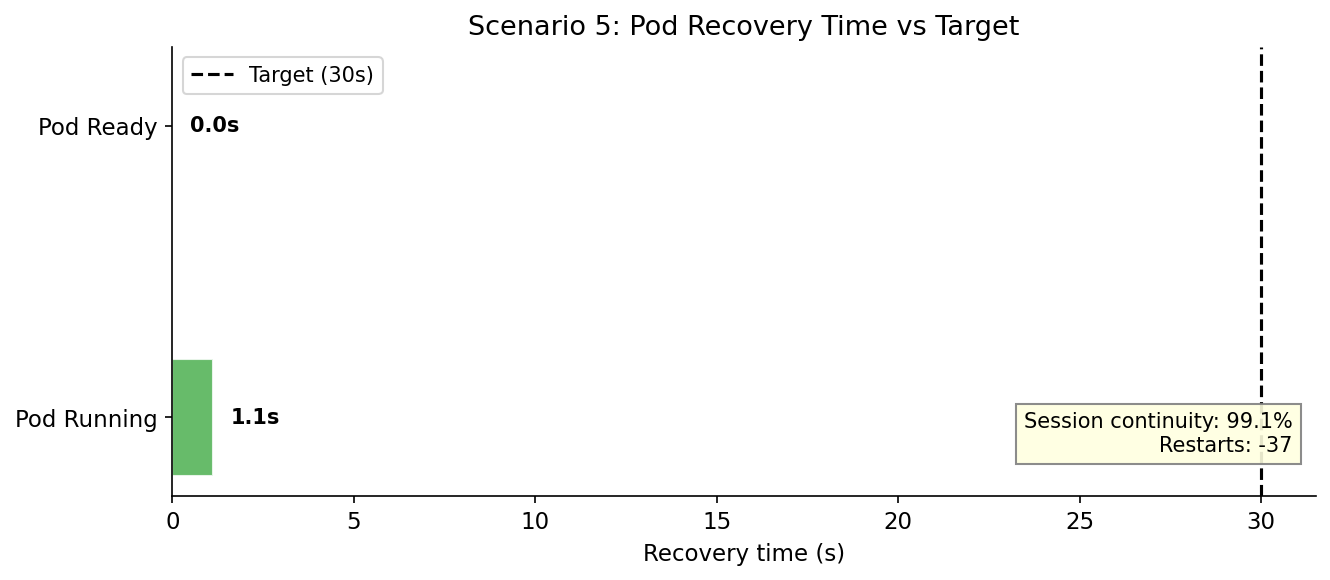 Scenario 5: Pod Recovery Time vs Target
Target (30s)
Pod Ready
0.0s
Pod Running
1.1s
Session continuity: 99.1%
Restarts: -37
0 5 10 15 20 25 30
Recovery time (s)